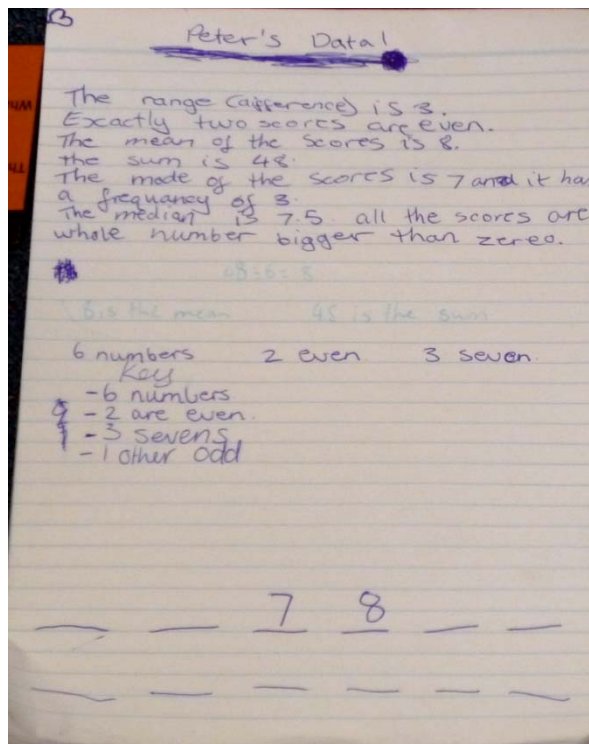 B
Peter's Data!
The range (difference) is 3.
Exactly two scores are even.
The mean of the scores is 8.
the sum is 48.
The mode of the scores is 7 and it ha
a frequancy of 3.
The median is 7.5. all the scores are
whole number bigger than zereo.
48÷6=8
8 is the mean 48 is the sum
6 numbers 2 even 3 seven.
Key
-6 numbers
-2 are even.
-3 sevens
-1 other odd
7 8